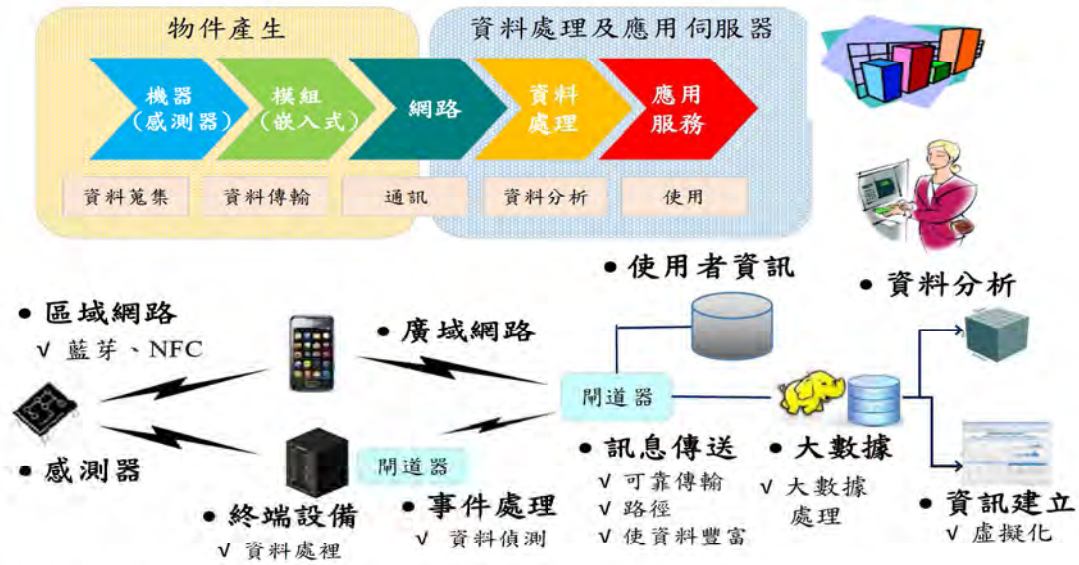 物件產生
資料處理及應用伺服器
機器
(感測器)
模組
(嵌入式)
網路
資料
處理
應用
服務
資料蒐集
資料傳輸
通訊
資料分析
使用
• 使用者資訊
• 資料分析
• 區域網路
√ 藍芽、NFC
• 廣域網路
閘道器
• 感測器
閘道器
• 終端設備
√ 資料處裡
• 事件處理
√ 資料偵測
• 訊息傳送
√ 可靠傳輸
√ 路徑
√ 使資料豐富
• 大數據
√ 大數據
處理
• 資訊建立
√ 虛擬化